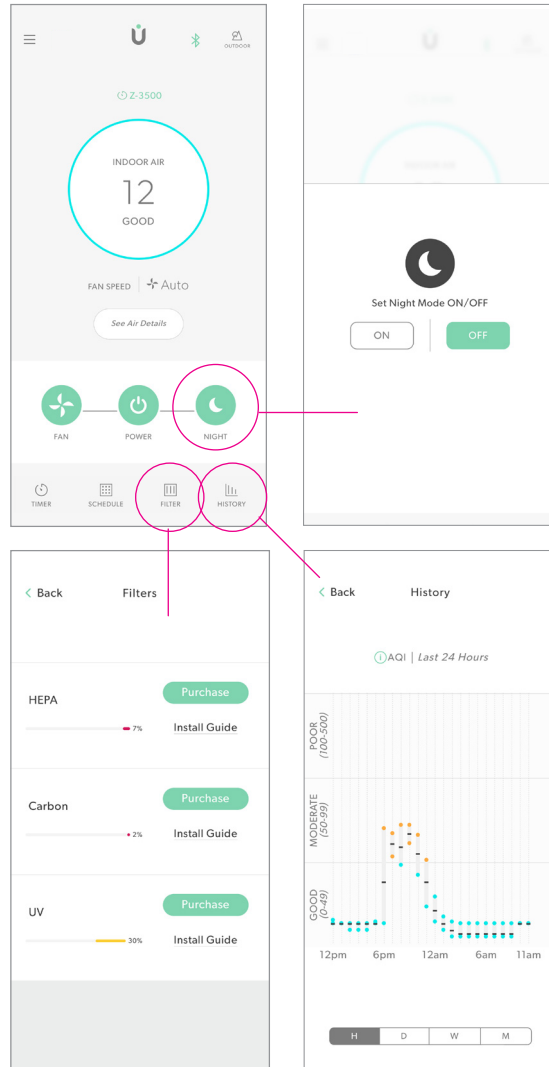 OUTDOOR
Z-3500
INDOOR AIR
12
GOOD
FAN SPEED Auto
See Air Details
FAN POWER NIGHT
TIMER SCHEDULE FILTER HISTORY
Set Night Mode ON/OFF
ON OFF
Back Filters
HEPA Purchase
7% Install Guide
Carbon Purchase
2% Install Guide
UV Purchase
30% Install Guide
Back History
AQI | Last 24 Hours
POOR
(100-500)
MODERATE
(50-99)
GOOD
(0-49)
12pm 6pm 12am 6am 11am
H D W M